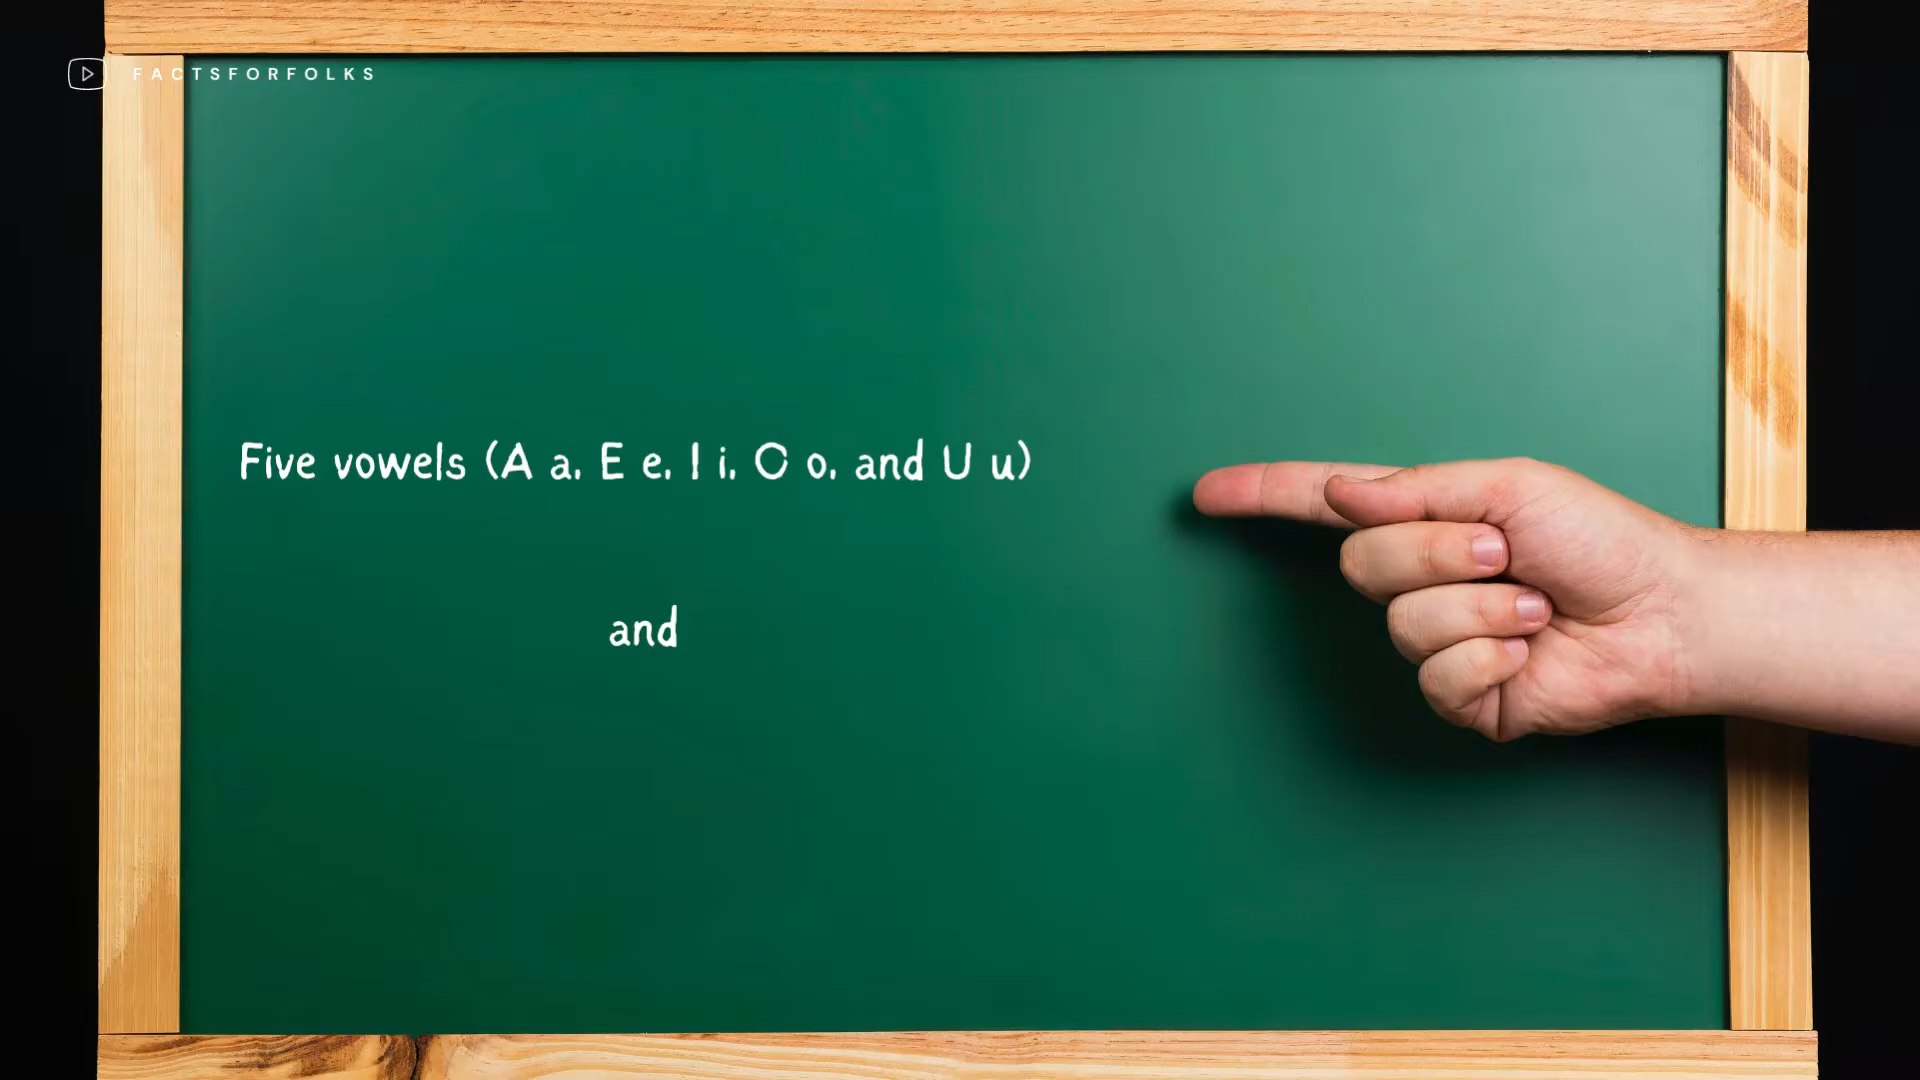 FACTSFORFOLKS
Five vowels (A a, E e, I i, O o, and U u)
and